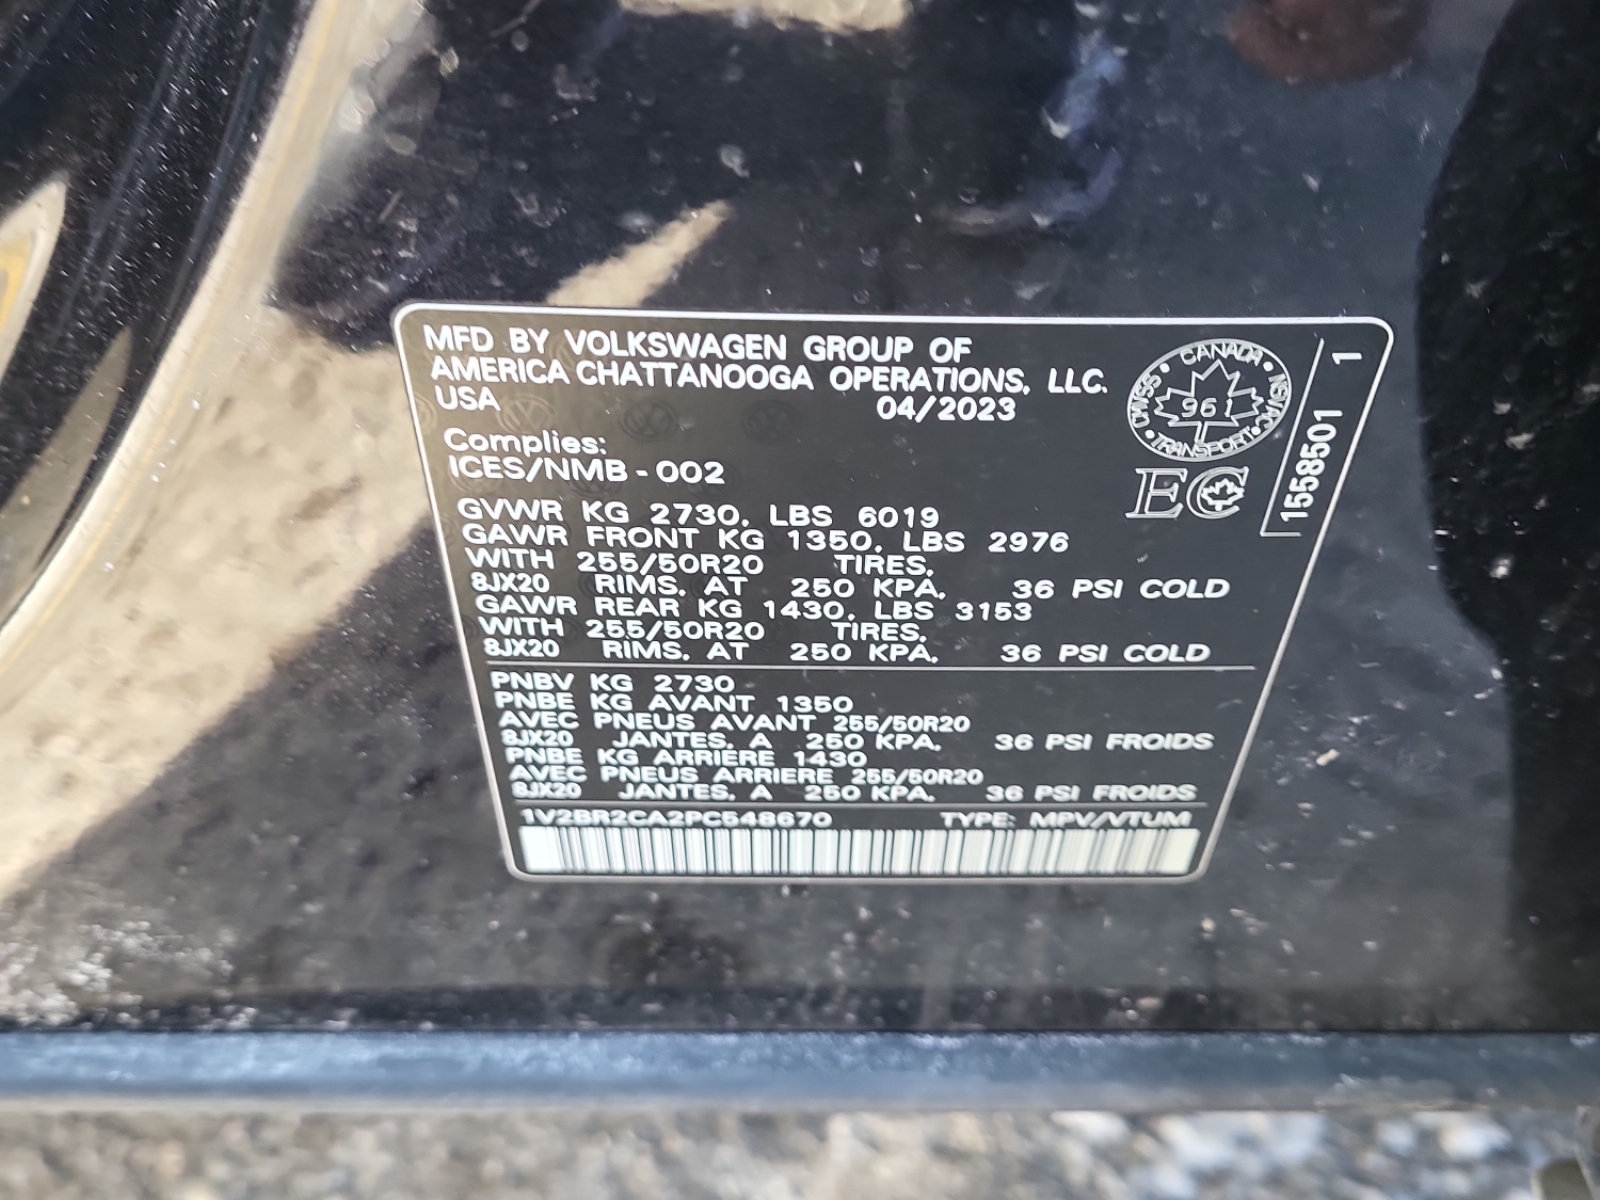 MFD BY VOLKSWAGEN GROUP OF
AMERICA CHATTANOOGA OPERATIONS, LLC.
USA 04/2023
Complies:
ICES/NMB - 002
CANADA
CMVSS 961 NSVAC
TRANSPORT
EC
1558501 1
GVWR KG 2730, LBS 6019
GAWR FRONT KG 1350, LBS 2976
WITH 255/50R20 TIRES,
8JX20 RIMS, AT 250 KPA, 36 PSI COLD
GAWR REAR KG 1430, LBS 3153
WITH 255/50R20 TIRES,
8JX20 RIMS, AT 250 KPA, 36 PSI COLD
PNBV KG 2730
PNBE KG AVANT 1350
AVEC PNEUS AVANT 255/50R20
8JX20 JANTES, A 250 KPA, 36 PSI FROIDS
PNBE KG ARRIERE 1430
AVEC PNEUS ARRIERE 255/50R20
8JX20 JANTES, A 250 KPA, 36 PSI FROIDS
1V2BR2CA2PC548670 TYPE: MPV/VTUM